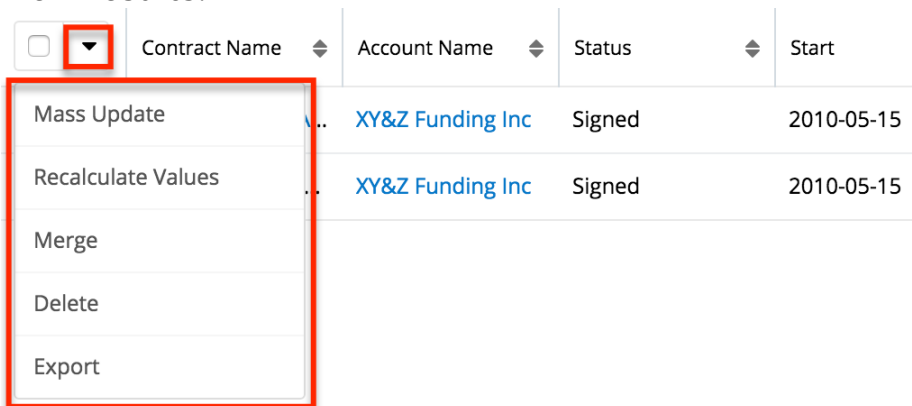 Contract Name Account Name Status Start
Mass Update XY&Z Funding Inc Signed 2010-05-15
Recalculate Values XY&Z Funding Inc Signed 2010-05-15
Merge
Delete
Export